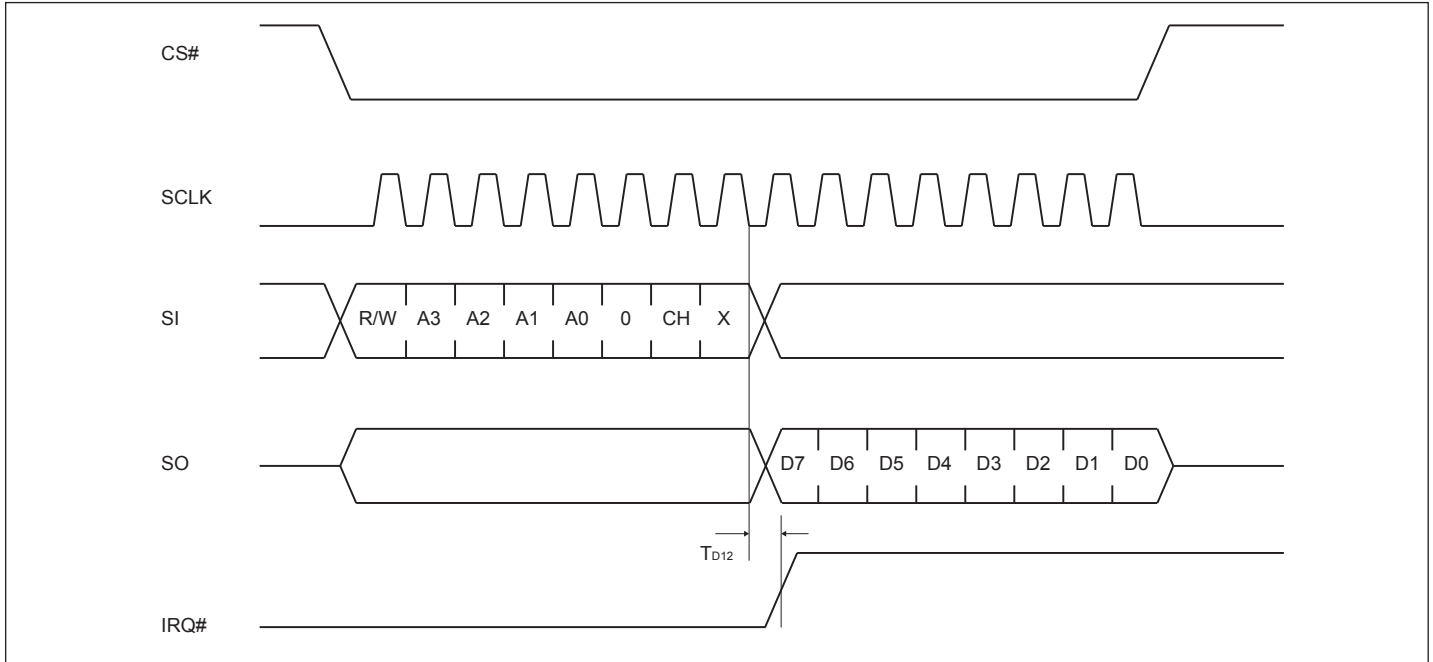 CS#
SCLK
SI R/W A3 A2 A1 A0 0 CH X
SO D7 D6 D5 D4 D3 D2 D1 D0
TD12
IRQ#